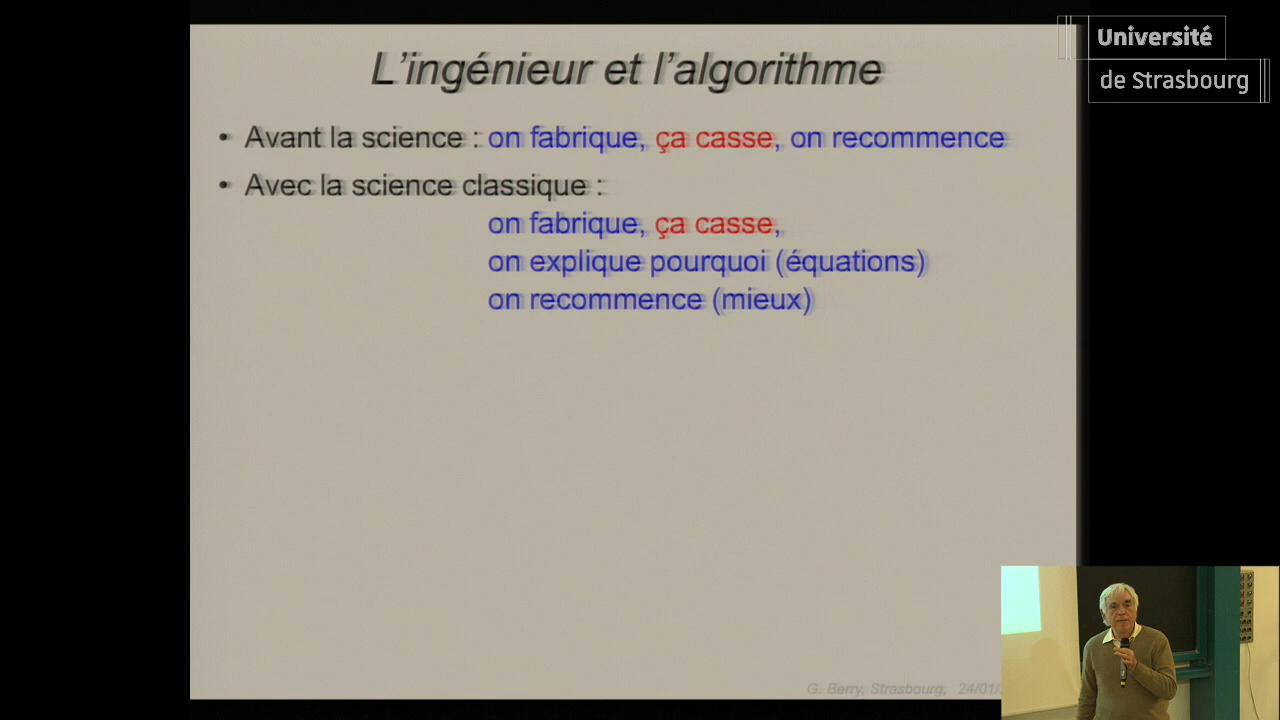 Université
de Strasbourg
L'ingénieur et l'algorithme
• Avant la science : on fabrique, ça casse, on recommence
• Avec la science classique :
on fabrique, ça casse,
on explique pourquoi (équations)
on recommence (mieux)
G. Berry, Strasbourg, 24/01/